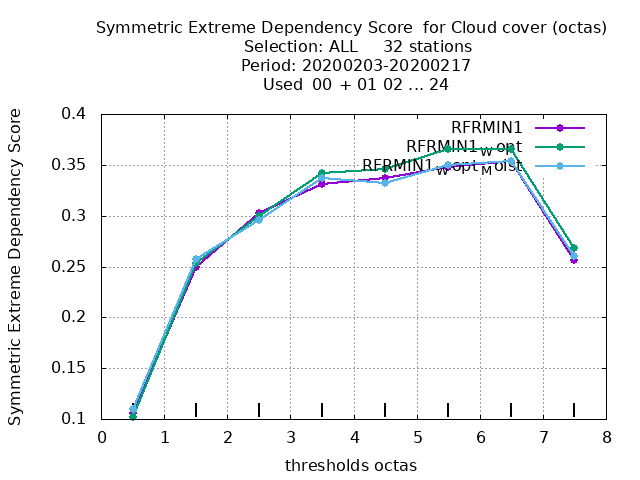 Symmetric Extreme Dependency Score  for Cloud cover (octas)
Selection: ALL     32 stations
Period: 20200203-20200217
Used  00 + 01 02 ... 24
Symmetric Extreme Dependency Score
0.4
0.35
0.3
0.25
0.2
0.15
0.1
RFRMIN1
RFRMIN1_W opt
RFRMIN1_W opt_M oist
0 1 2 3 4 5 6 7 8
thresholds octas